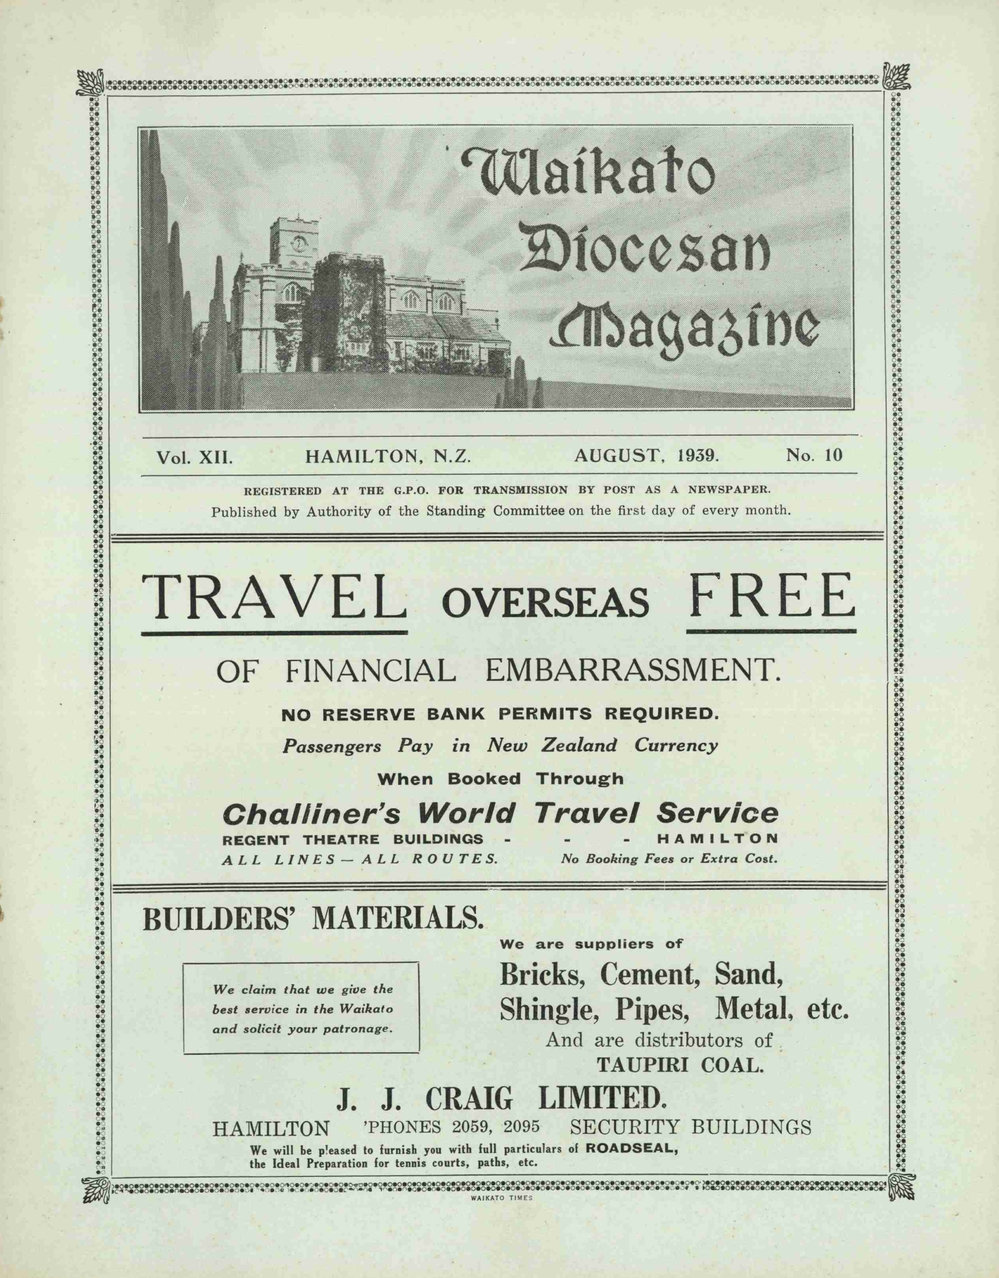 Waikato
Diocesan
Magazine
Vol. XII. HAMILTON, N.Z. AUGUST, 1939. No. 10
REGISTERED AT THE G.P.O. FOR TRANSMISSION BY POST AS A NEWSPAPER.
Published by Authority of the Standing Committee on the first day of every month.
TRAVEL OVERSEAS FREE
OF FINANCIAL EMBARRASSMENT.
NO RESERVE BANK PERMITS REQUIRED.
Passengers Pay in New Zealand Currency
When Booked Through
Challiner's World Travel Service
REGENT THEATRE BUILDINGS - - - HAMILTON
ALL LINES — ALL ROUTES. No Booking Fees or Extra Cost.
BUILDERS' MATERIALS.
We claim that we give the
best service in the Waikato
and solicit your patronage.
We are suppliers of
Bricks, Cement, Sand,
Shingle, Pipes, Metal, etc.
And are distributors of
TAUPIRI COAL.
J. J. CRAIG LIMITED.
HAMILTON 'PHONES 2059, 2095 SECURITY BUILDINGS
We will be pleased to furnish you with full particulars of ROADSEAL,
the Ideal Preparation for tennis courts, paths, etc.
WAIKATO TIMES